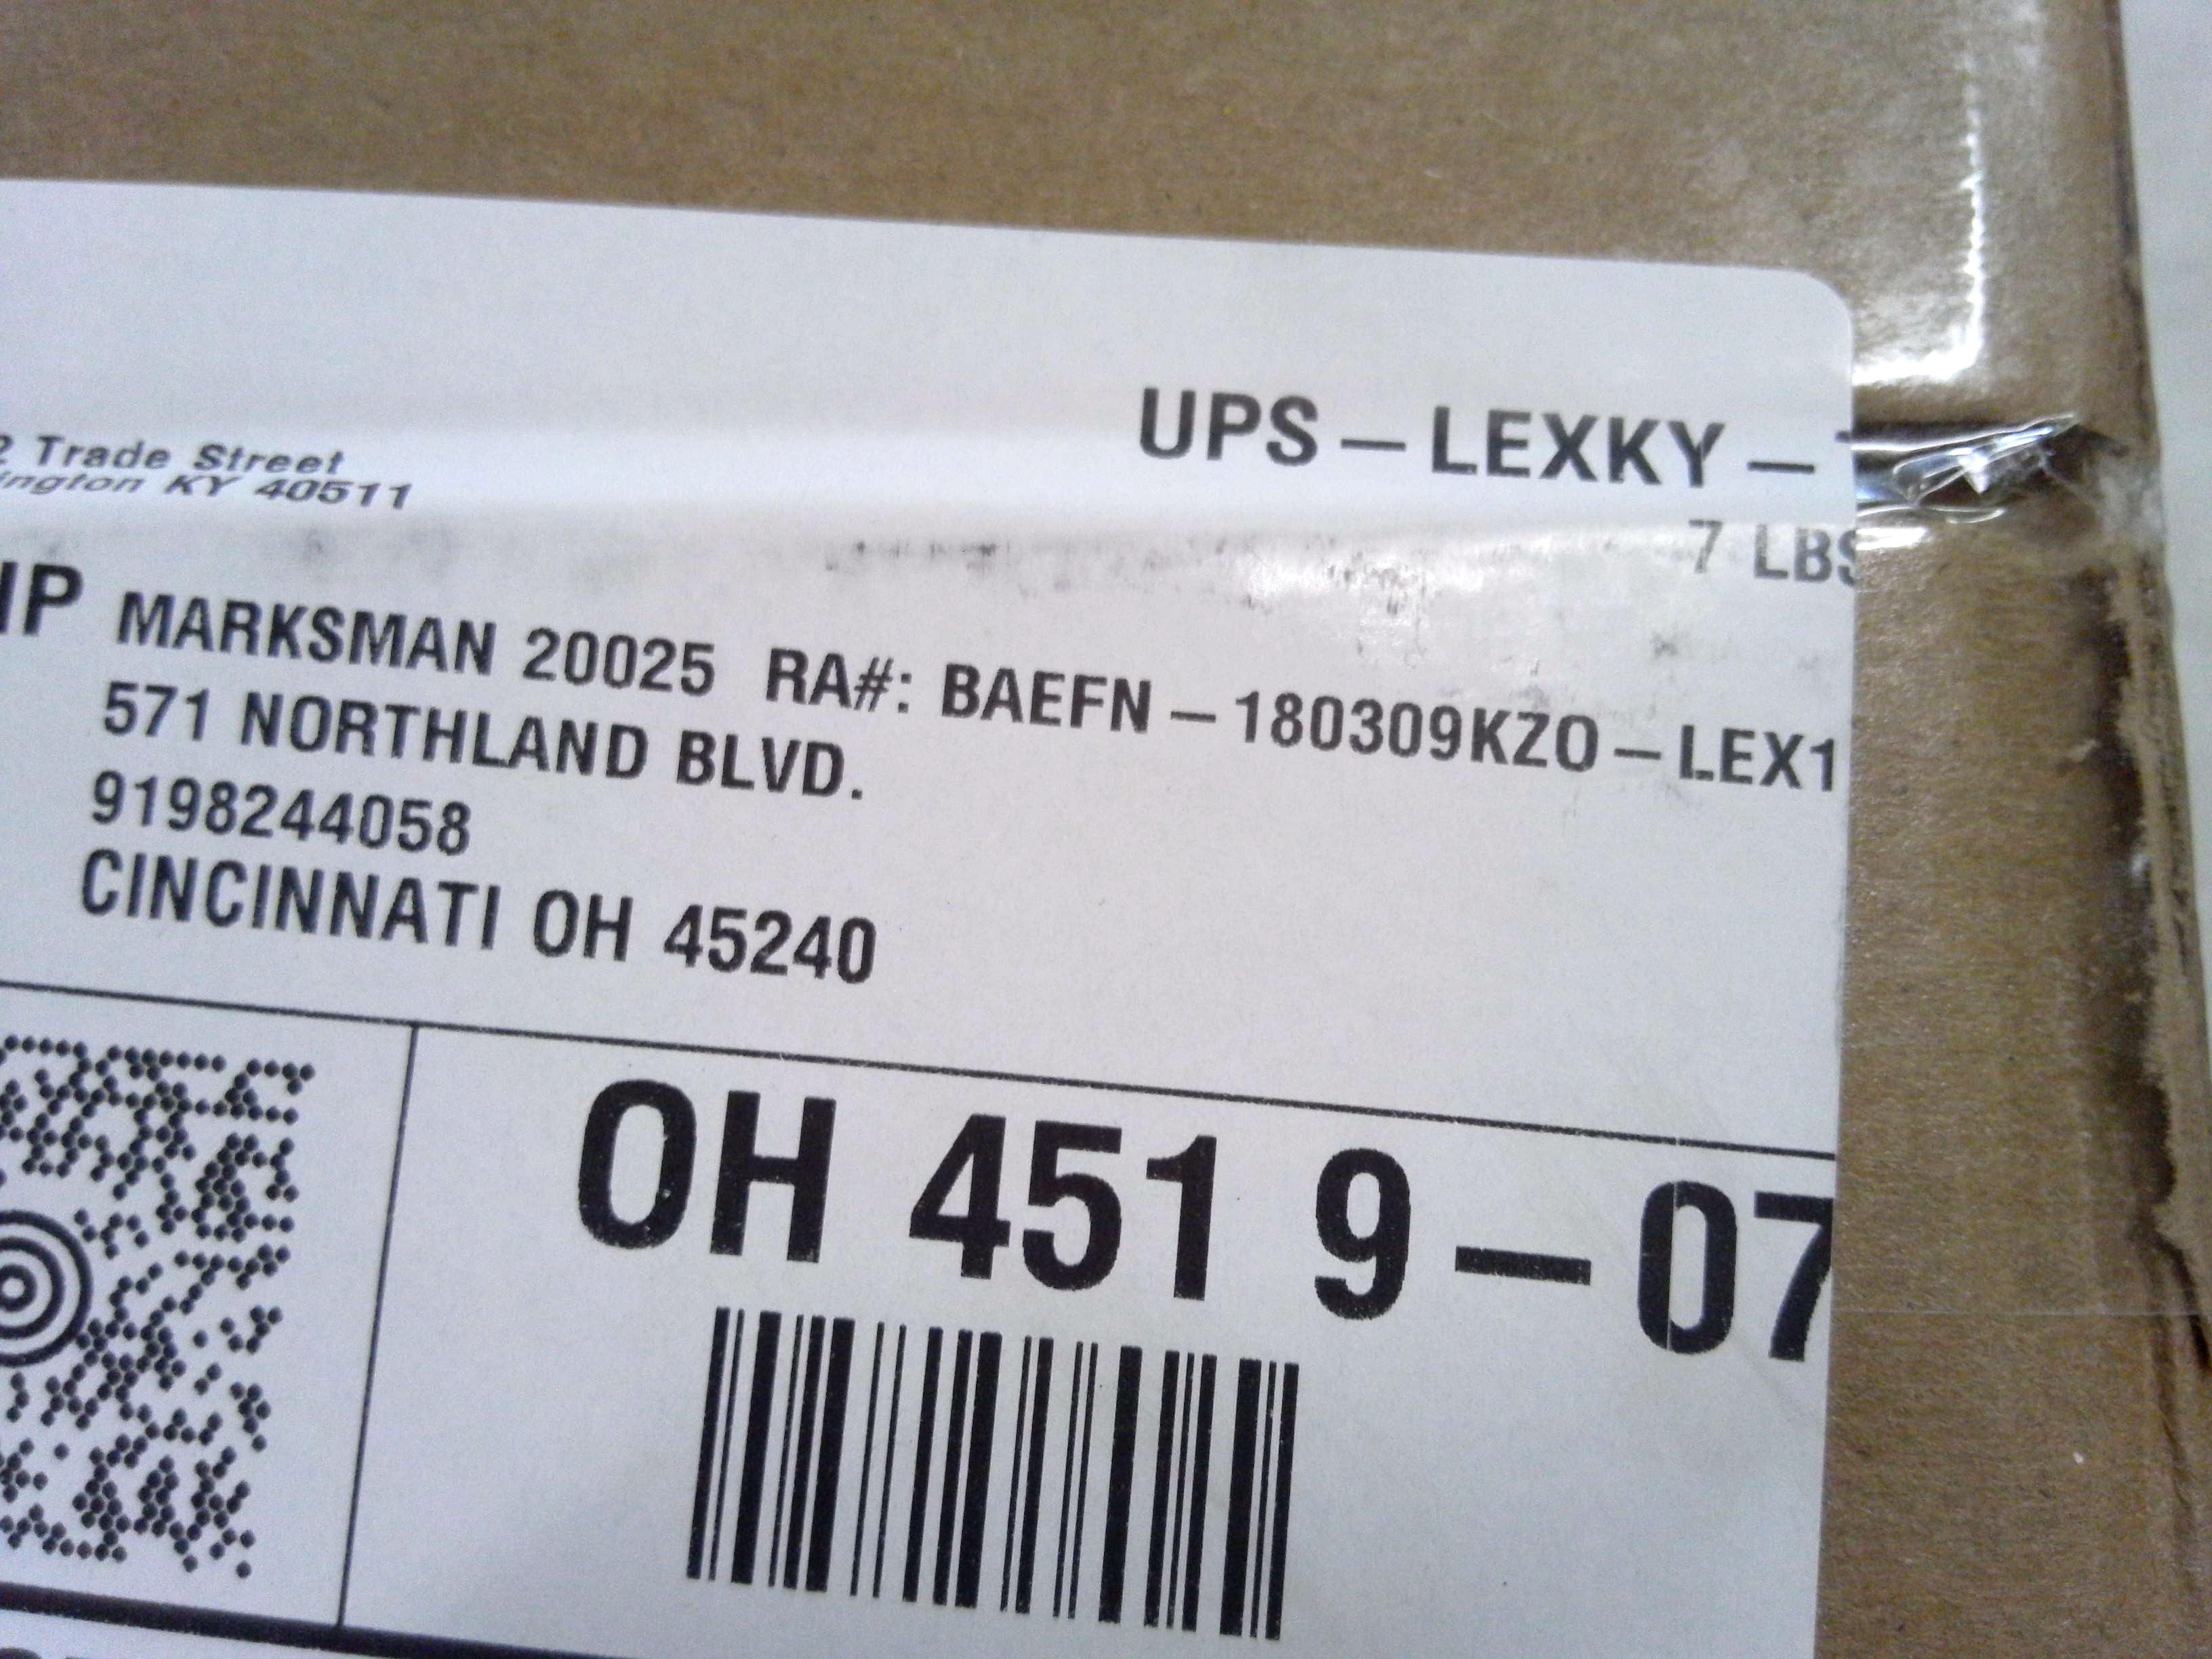 UPS – LEXKY –
2 Trade Street
ington KY 40511
7 LBS
IP MARKSMAN 20025 RA#: BAEFN – 180309KZO – LEX1
571 NORTHLAND BLVD.
9198244058
CINCINNATI OH 45240
OH 451 9 – 07